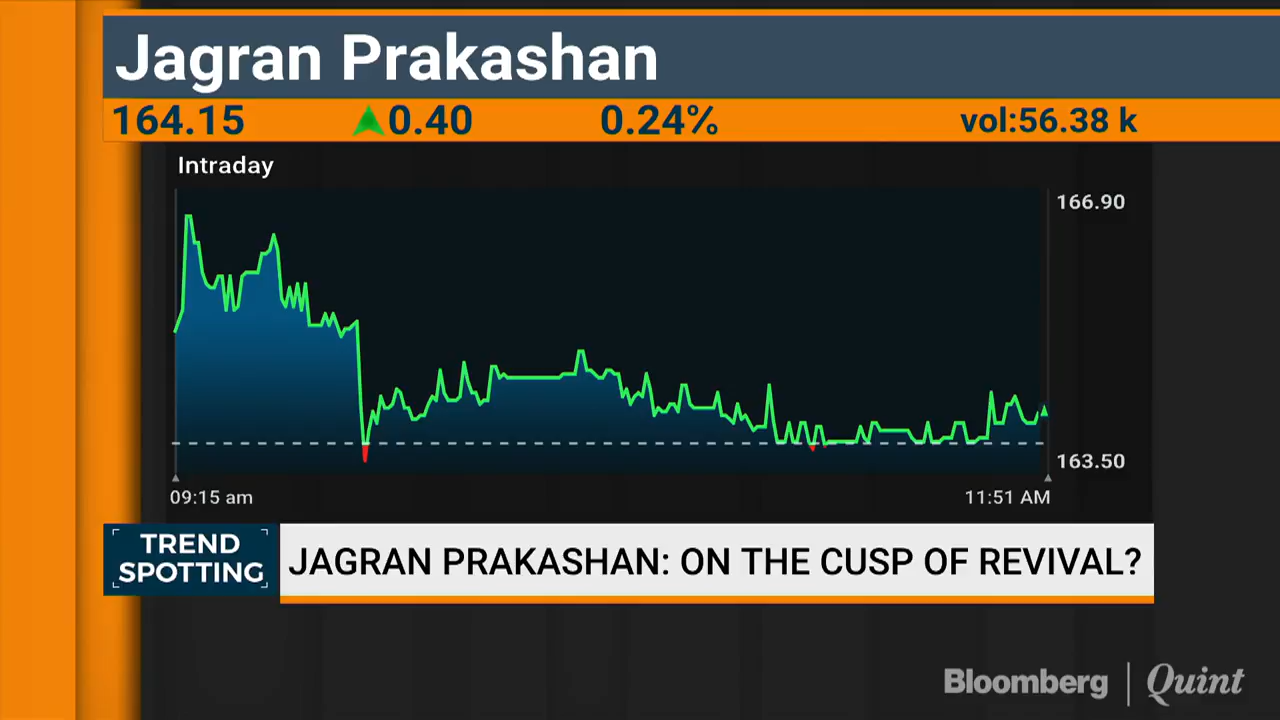 Jagran Prakashan
164.15 0.40 0.24% vol:56.38 k
Intraday
166.90
163.50
09:15 am 11:51 AM
TREND
SPOTTING
JAGRAN PRAKASHAN: ON THE CUSP OF REVIVAL?
Bloomberg | Quint